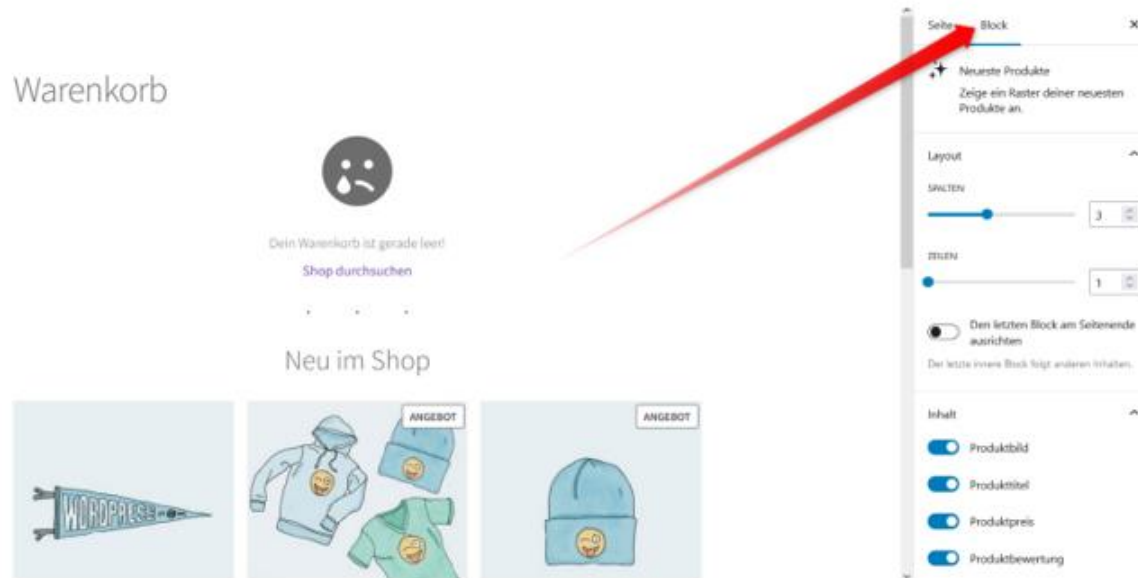 Seite Block
Neueste Produkte
Zeige ein Raster deiner neuesten
Produkte an.
Warenkorb
Layout
SPALTEN
3
Dein Warenkorb ist gerade leer!
Shop durchsuchen
ZEILEN
1
Den letzten Block am Seitenende
ausrichten
Der letzte innere Block folgt anderen Inhalten.
Neu im Shop
ANGEBOT
ANGEBOT
WORDPRESS
Inhalt
Produktbild
Produkttitel
Produktpreis
Produktbewertung